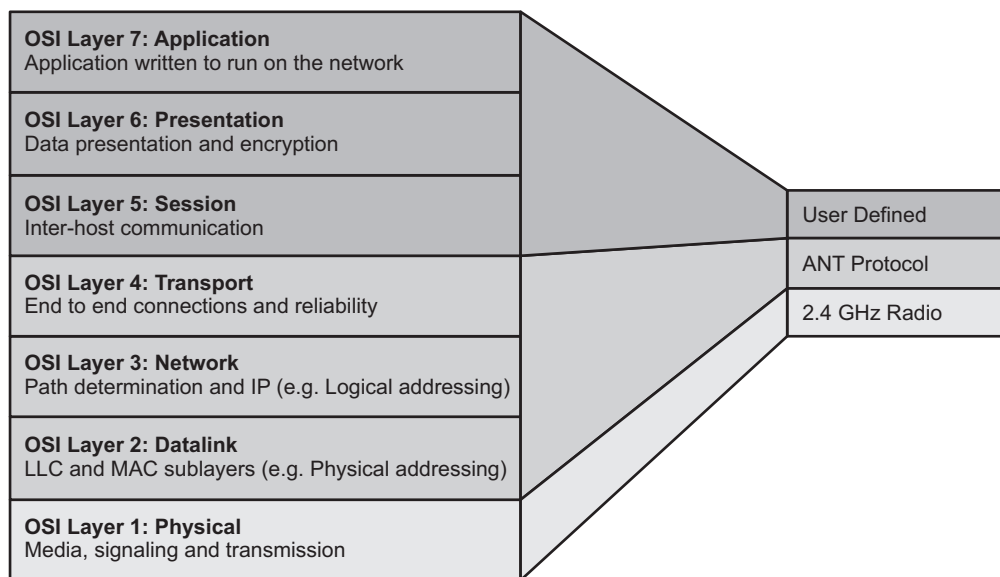 OSI Layer 7: Application
Application written to run on the network
OSI Layer 6: Presentation
Data presentation and encryption
OSI Layer 5: Session
Inter-host communication
OSI Layer 4: Transport
End to end connections and reliability
OSI Layer 3: Network
Path determination and IP (e.g. Logical addressing)
OSI Layer 2: Datalink
LLC and MAC sublayers (e.g. Physical addressing)
OSI Layer 1: Physical
Media, signaling and transmission
User Defined
ANT Protocol
2.4 GHz Radio